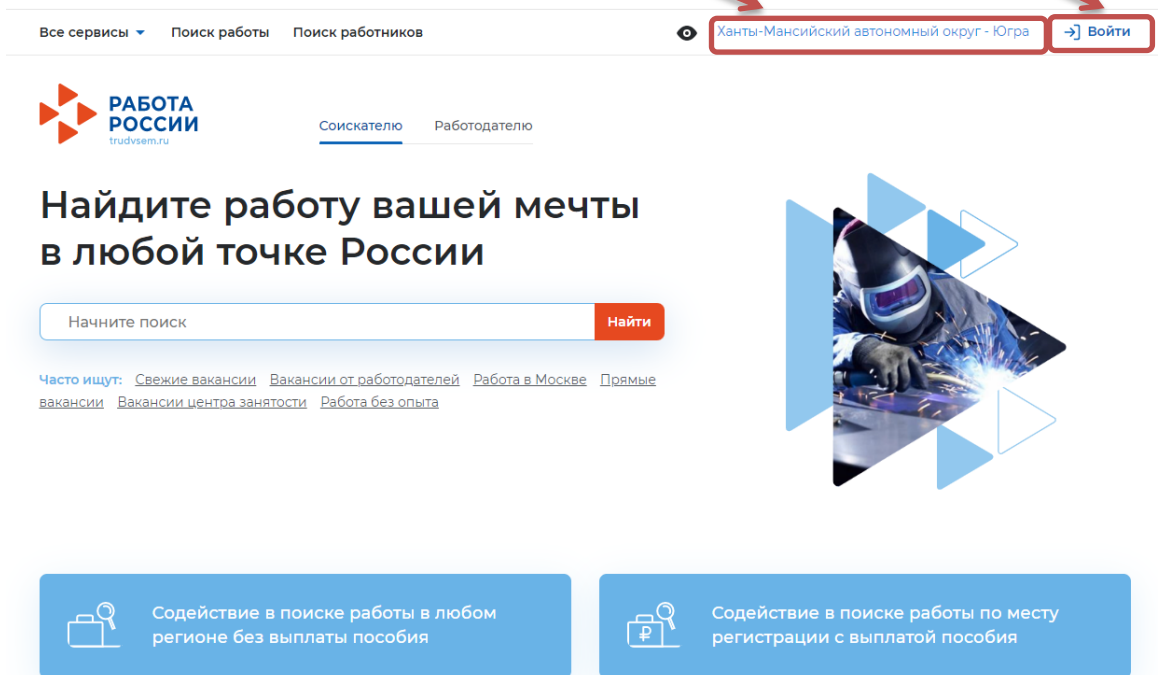 Все сервисы Поиск работы Поиск работников Ханты-Мансийский автономный округ - Югра Войти
РАБОТА
РОССИИ
trudvsem.ru
Соискателю Работодателю
Найдите работу вашей мечты
в любой точке России
Начните поиск Найти
Часто ищут: Свежие вакансии Вакансии от работодателей Работа в Москве Прямые
вакансии Вакансии центра занятости Работа без опыта
Содействие в поиске работы в любом
регионе без выплаты пособия
Содействие в поиске работы по месту
регистрации с выплатой пособия